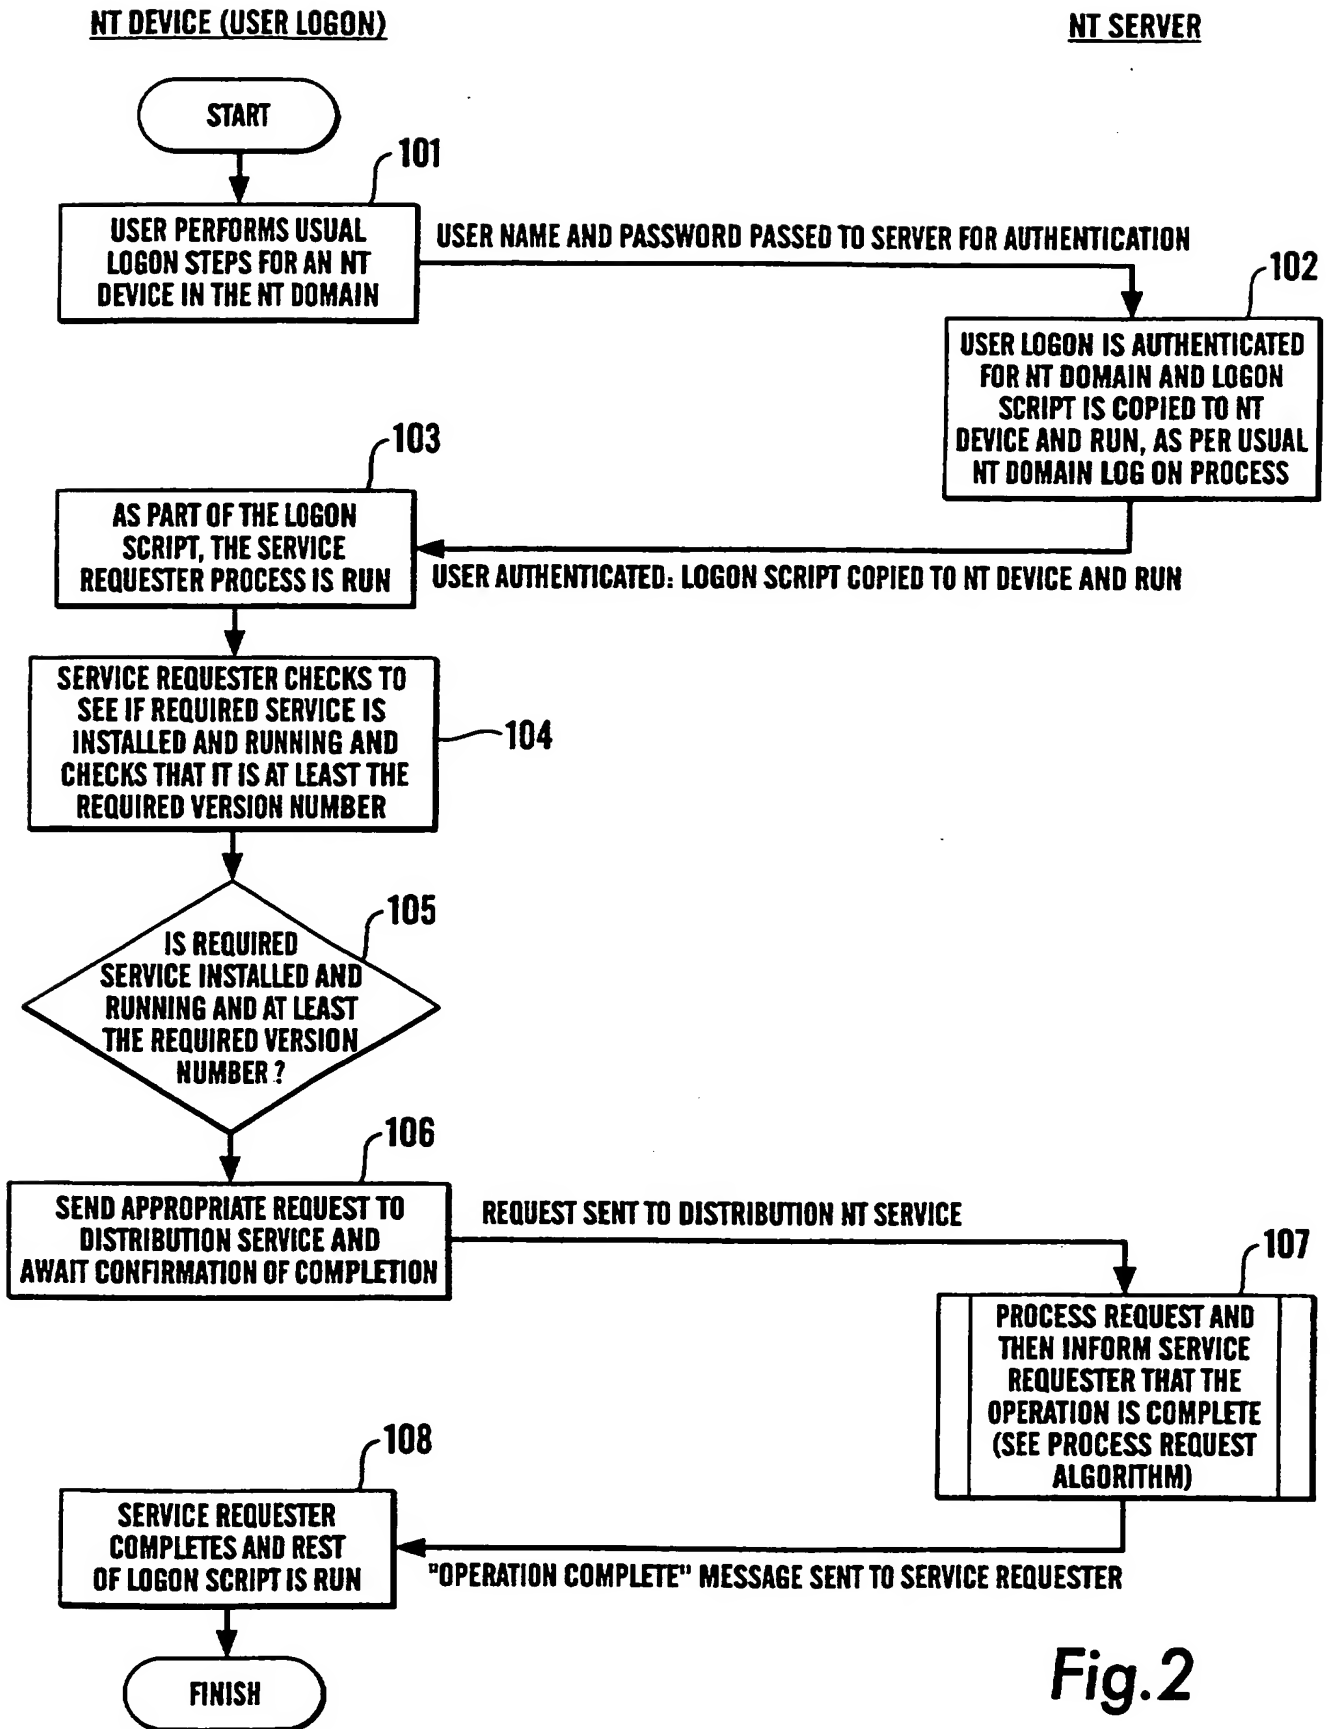 NT DEVICE (USER LOGON)
NT SERVER
START
101
USER PERFORMS USUAL
LOGON STEPS FOR AN NT
DEVICE IN THE NT DOMAIN
USER NAME AND PASSWORD PASSED TO SERVER FOR AUTHENTICATION
102
USER LOGON IS AUTHENTICATED
FOR NT DOMAIN AND LOGON
SCRIPT IS COPIED TO NT
DEVICE AND RUN, AS PER USUAL
NT DOMAIN LOG ON PROCESS
103
AS PART OF THE LOGON
SCRIPT, THE SERVICE
REQUESTER PROCESS IS RUN
USER AUTHENTICATED: LOGON SCRIPT COPIED TO NT DEVICE AND RUN
SERVICE REQUESTER CHECKS TO
SEE IF REQUIRED SERVICE IS
INSTALLED AND RUNNING AND
CHECKS THAT IT IS AT LEAST THE
REQUIRED VERSION NUMBER
104
105
IS REQUIRED
SERVICE INSTALLED AND
RUNNING AND AT LEAST
THE REQUIRED VERSION
NUMBER ?
106
SEND APPROPRIATE REQUEST TO
DISTRIBUTION SERVICE AND
AWAIT CONFIRMATION OF COMPLETION
REQUEST SENT TO DISTRIBUTION NT SERVICE
107
PROCESS REQUEST AND
THEN INFORM SERVICE
REQUESTER THAT THE
OPERATION IS COMPLETE
(SEE PROCESS REQUEST
ALGORITHM)
108
SERVICE REQUESTER
COMPLETES AND REST
OF LOGON SCRIPT IS RUN
"OPERATION COMPLETE" MESSAGE SENT TO SERVICE REQUESTER
FINISH
Fig.2